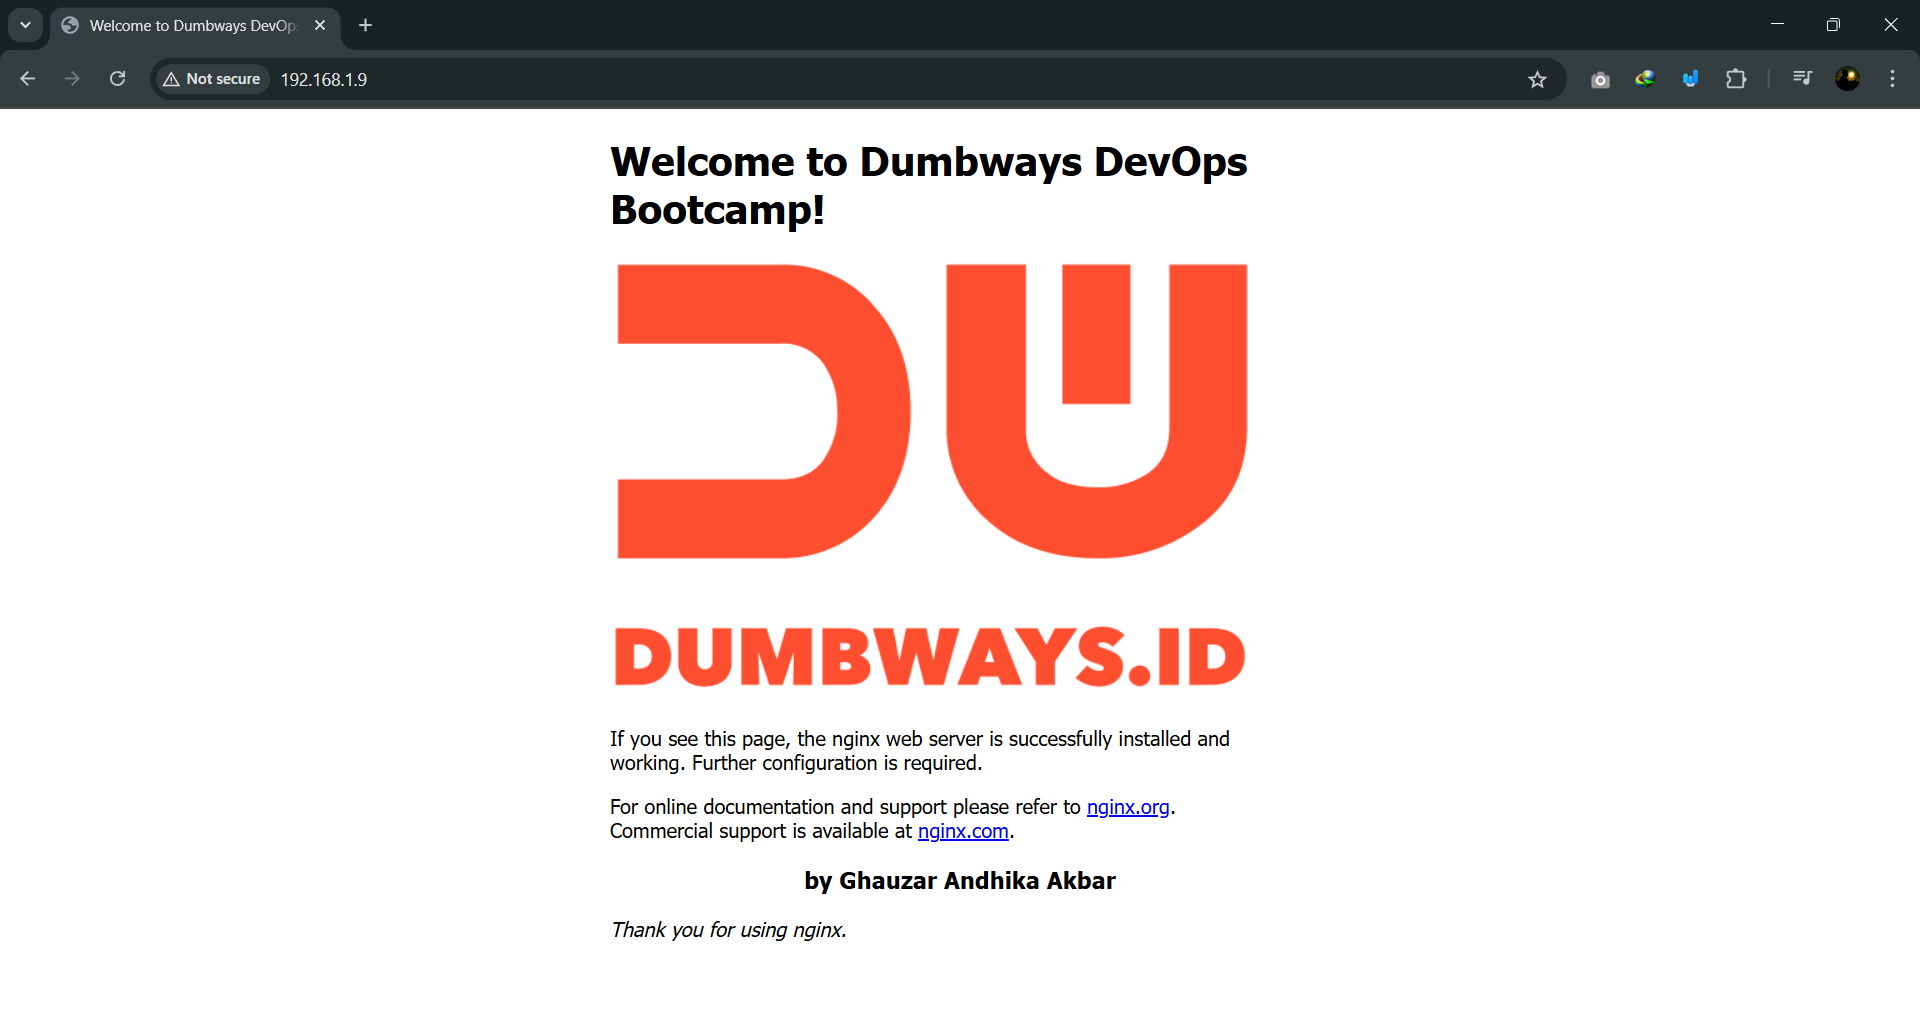 Welcome to Dumbways DevOp
Not secure
192.168.1.9
Welcome to Dumbways DevOps
Bootcamp!
DW
DUMBWAYS.ID
If you see this page, the nginx web server is successfully installed and
working. Further configuration is required.
For online documentation and support please refer to nginx.org.
Commercial support is available at nginx.com.
by Ghauzar Andhika Akbar
Thank you for using nginx.